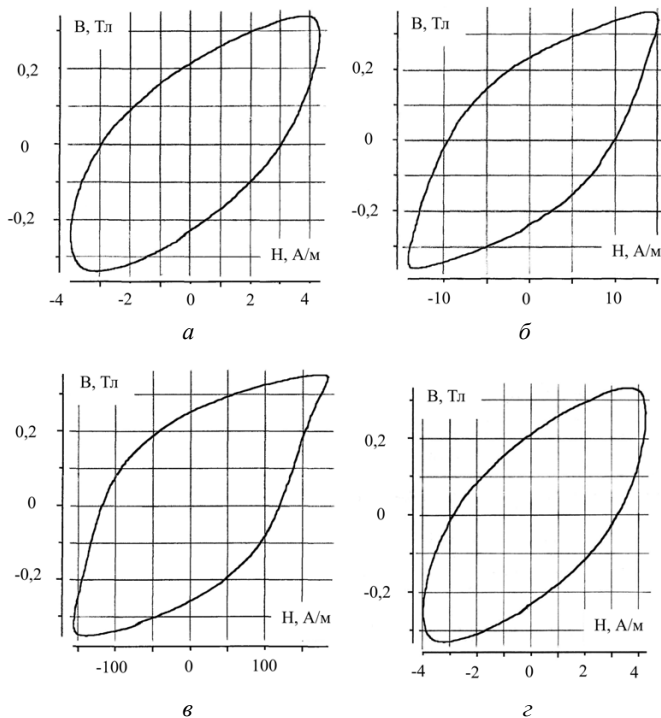 В, Тл
0,2
0
-0,2
Н, А/м
-4 -2 0 2 4
а
В, Тл
0,2
0
-0,2
Н, А/м
-10 0 10
б
В, Тл
0,2
0
-0,2
Н, А/м
-100 0 100
в
В, Тл
0,2
0
-0,2
Н, А/м
-4 -2 0 2 4
г